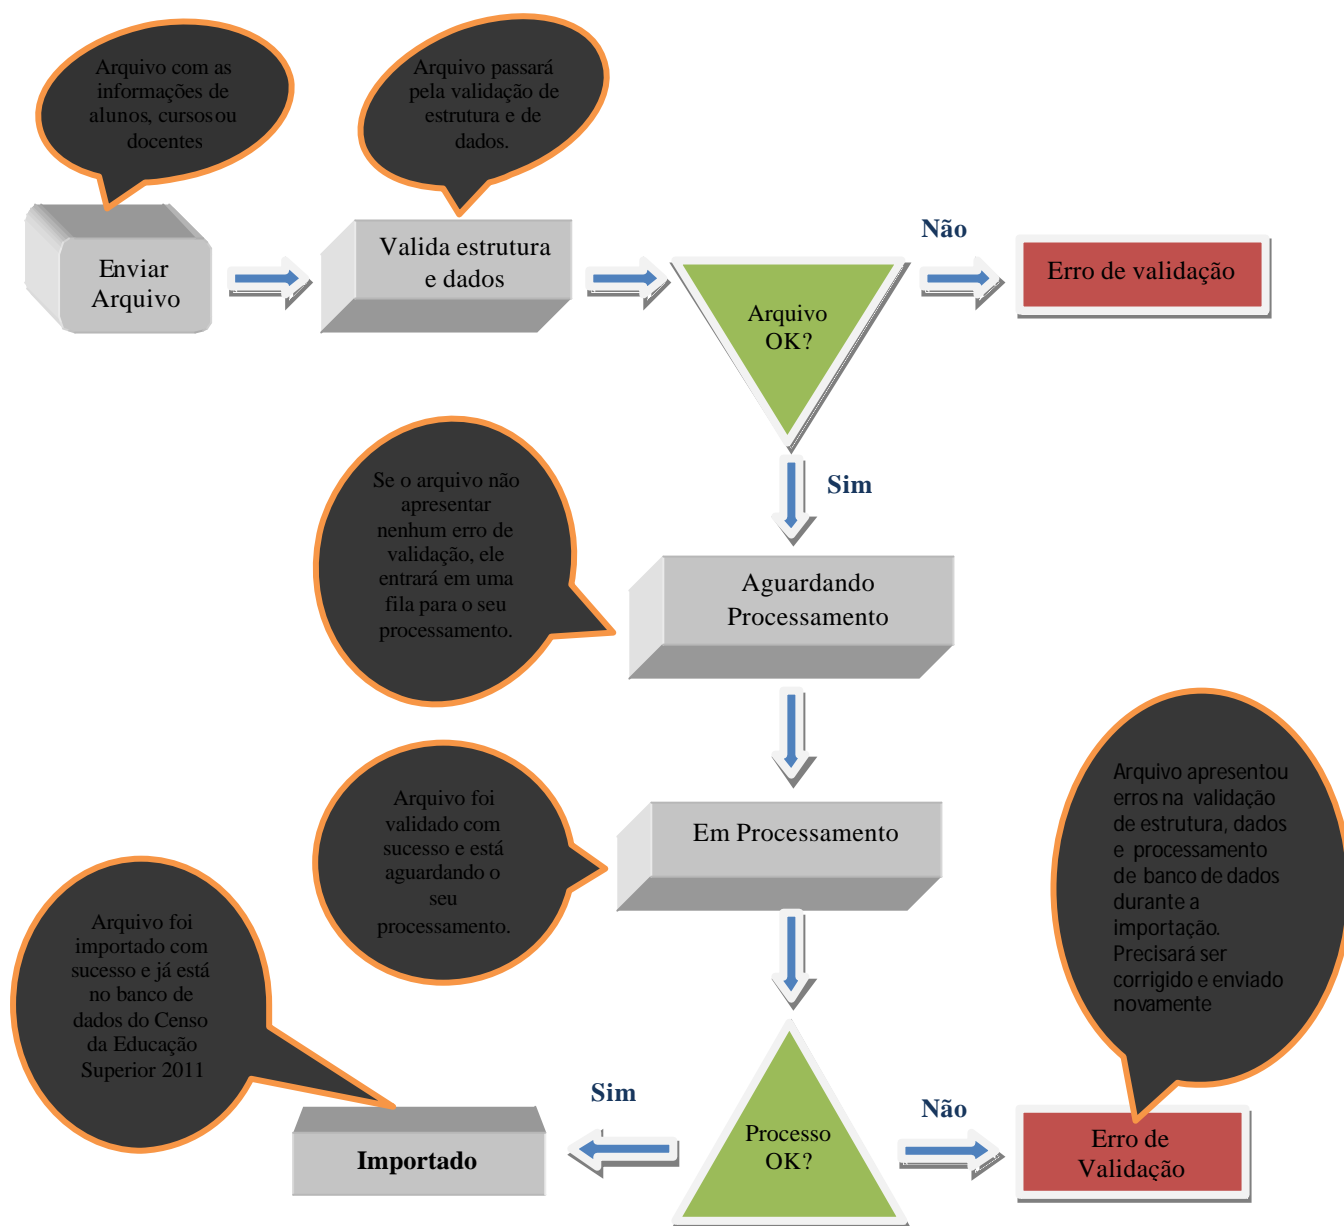 Arquivo com as
informações de
alunos, cursos ou
docentes
Arquivo passará
pela validação de
estrutura e de
dados.
Enviar
Arquivo
Valida estrutura
e dados
Arquivo
OK?
Não
Erro de validação
Sim
Se o arquivo não
apresentar
nenhum erro de
validação, ele
entrará em uma
fila para o seu
processamento.
Aguardando
Processamento
Arquivo foi
validado com
sucesso e está
aguardando o
seu
processamento.
Em Processamento
Arquivo apresentou
erros na validação
de estrutura, dados
e processamento
de banco de dados
durante a
importação.
Precisará ser
corrigido e enviado
novamente
Arquivo foi
importado com
sucesso e já está
no banco de
dados do Censo
da Educação
Superior 2011
Sim
Importado
Processo
OK?
Não
Erro de
Validação